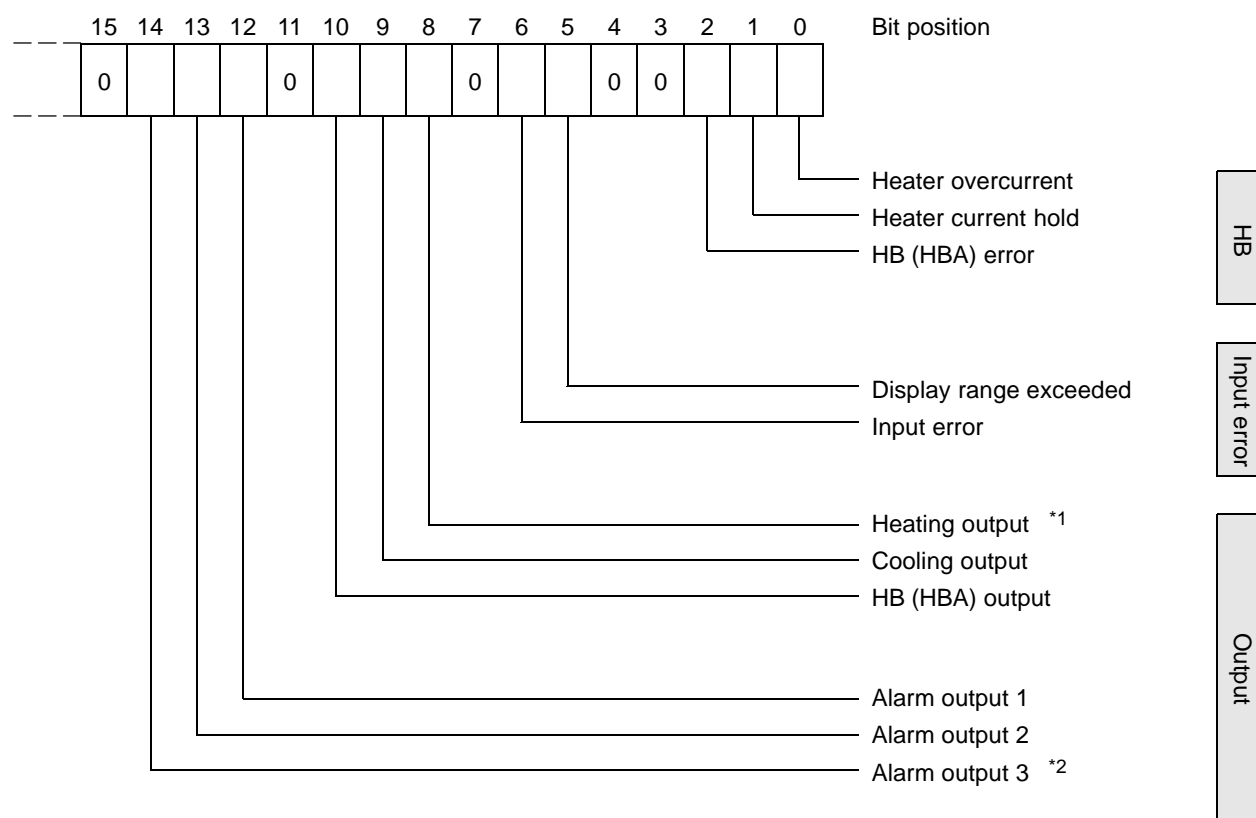 15 14 13 12 11 10 9 8 7 6 5 4 3 2 1 0 Bit position
0 0 0 0 0
Heater overcurrent
Heater current hold
HB (HBA) error
HB
Display range exceeded
Input error
Input error
Heating output *1
Cooling output
HB (HBA) output
Alarm output 1
Alarm output 2
Alarm output 3 *2
Output